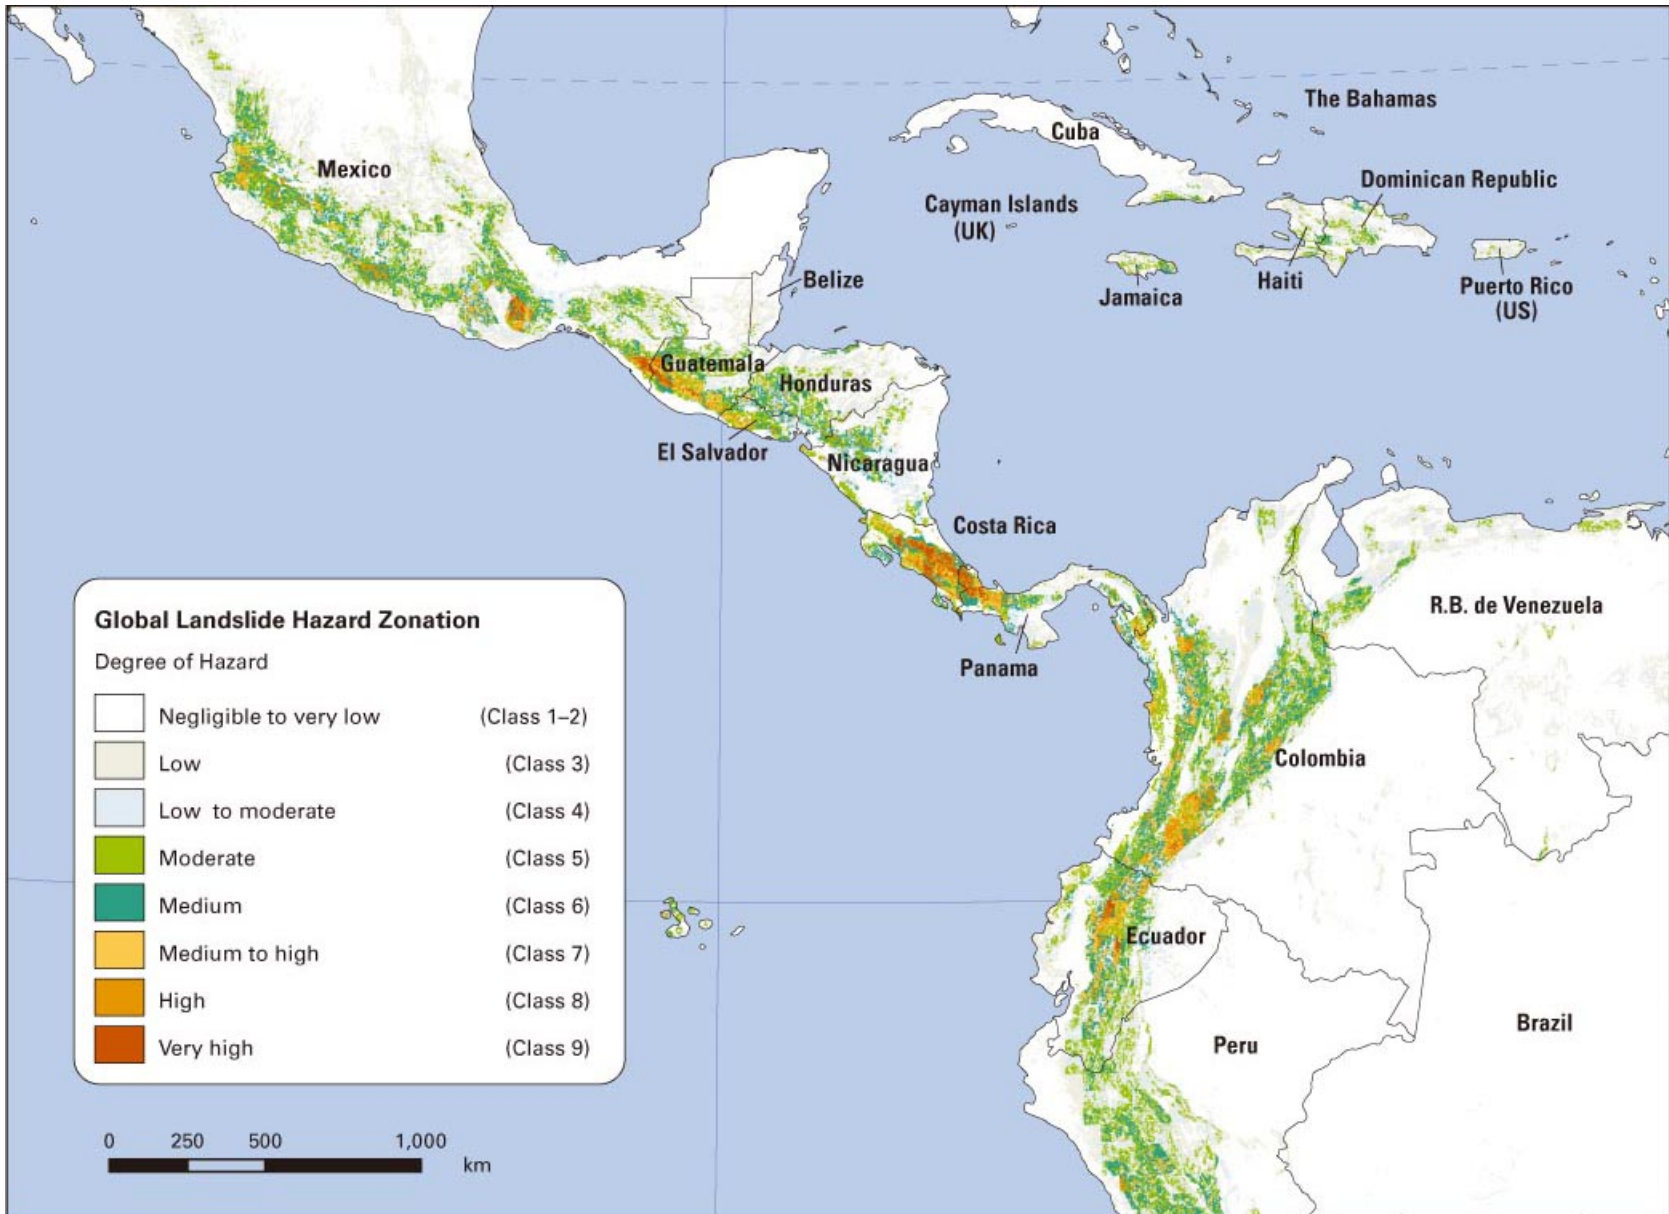 The Bahamas
Cuba
Mexico
Dominican Republic
Cayman Islands
(UK)
Belize
Jamaica
Haiti
Puerto Rico
(US)
Guatemala
Honduras
El Salvador
Nicaragua
Costa Rica
R.B. de Venezuela
Panama
Colombia
Ecuador
Peru
Brazil
Global Landslide Hazard Zonation
Degree of Hazard
Negligible to very low (Class 1–2)
Low (Class 3)
Low to moderate (Class 4)
Moderate (Class 5)
Medium (Class 6)
Medium to high (Class 7)
High (Class 8)
Very high (Class 9)
0 250 500 1,000
km